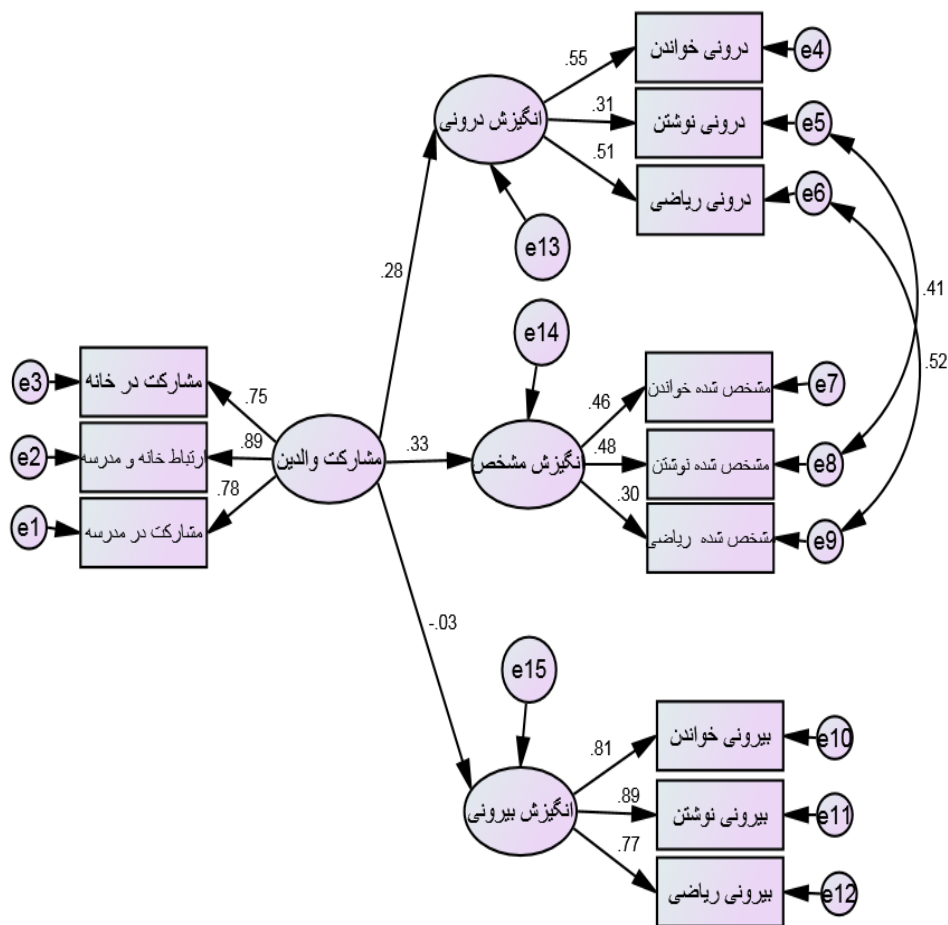 درونی خواندن
e4
.55
انگیزش درونی
.31
درونی نوشتن
e5
.51
درونی ریاضی
e6
e13
.28
.41
e14
.52
e3
مشارکت در خانه
.75
مشخص شده خواندن
e7
.46
e2
ارتباط خانه و مدرسه
.89
مشارکت والدین
.33
نگیزش مشخص
.48
مشخص شده نوشتن
e8
.78
.30
e1
مشارکت در مدرسه
مشخص شده ریاضی
e9
-.03
e15
بیرونی خواندن
e10
.81
انگیزش بیرونی
.89
بیرونی نوشتن
e11
.77
بیرونی ریاضی
e12